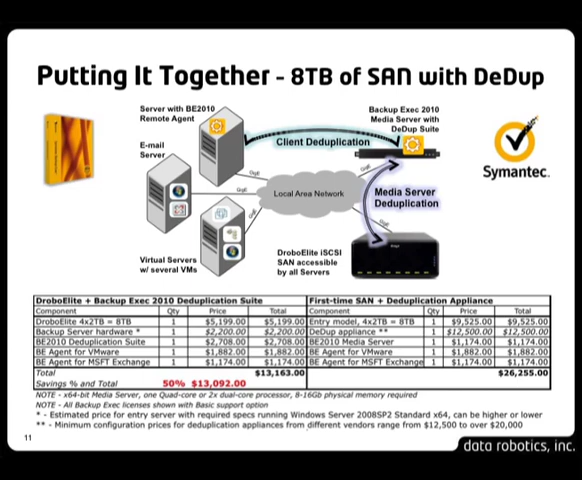 Putting It Together - 8TB of SAN with DeDup
Server with BE2010
Remote Agent
Backup Exec 2010
Media Server with
DeDup Suite
E-mail
Server
Client Deduplication
Symantec.
GigE
GigE
GigE
GigE
GigE
Local Area Network
Media Server
Deduplication
Virtual Servers
w/ several VMs
DroboElite iSCSI
SAN accessible
by all Servers
DroboElite + Backup Exec 2010 Deduplication Suite First-time SAN + Deduplication Appliance
Component Qty Price Total Component Qty Price Total
DroboElite 4x2TB = 8TB 1 $5,199.00 $5,199.00 Entry model, 4x2TB = 8TB 1 $9,525.00 $9,525.00
Backup Server hardware * 1 $2,200.00 $2,200.00 DeDup appliance ** 1 $12,500.00 $12,500.00
BE2010 Deduplication Suite 1 $2,708.00 $2,708.00 BE2010 Media Server 1 $1,174.00 $1,174.00
BE Agent for VMware 1 $1,882.00 $1,882.00 BE Agent for VMware 1 $1,882.00 $1,882.00
BE Agent for MSFT Exchange 1 $1,174.00 $1,174.00 BE Agent for MSFT Exchange 1 $1,174.00 $1,174.00
Total $13,163.00 $26,255.00
Savings % and Total 50% $13,092.00
NOTE - x64-bit Media Server, one Quad-core or 2x dual-core processor, 8-16Gb physical memory required
NOTE - All Backup Exec licenses shown with Basic support option
* - Estimated price for entry server with required specs running Windows Server 2008SP2 Standard x64, can be higher or lower
** - Minimum configuration prices for deduplication appliances from different vendors range from $12,500 to over $20,000
11
data robotics, inc.